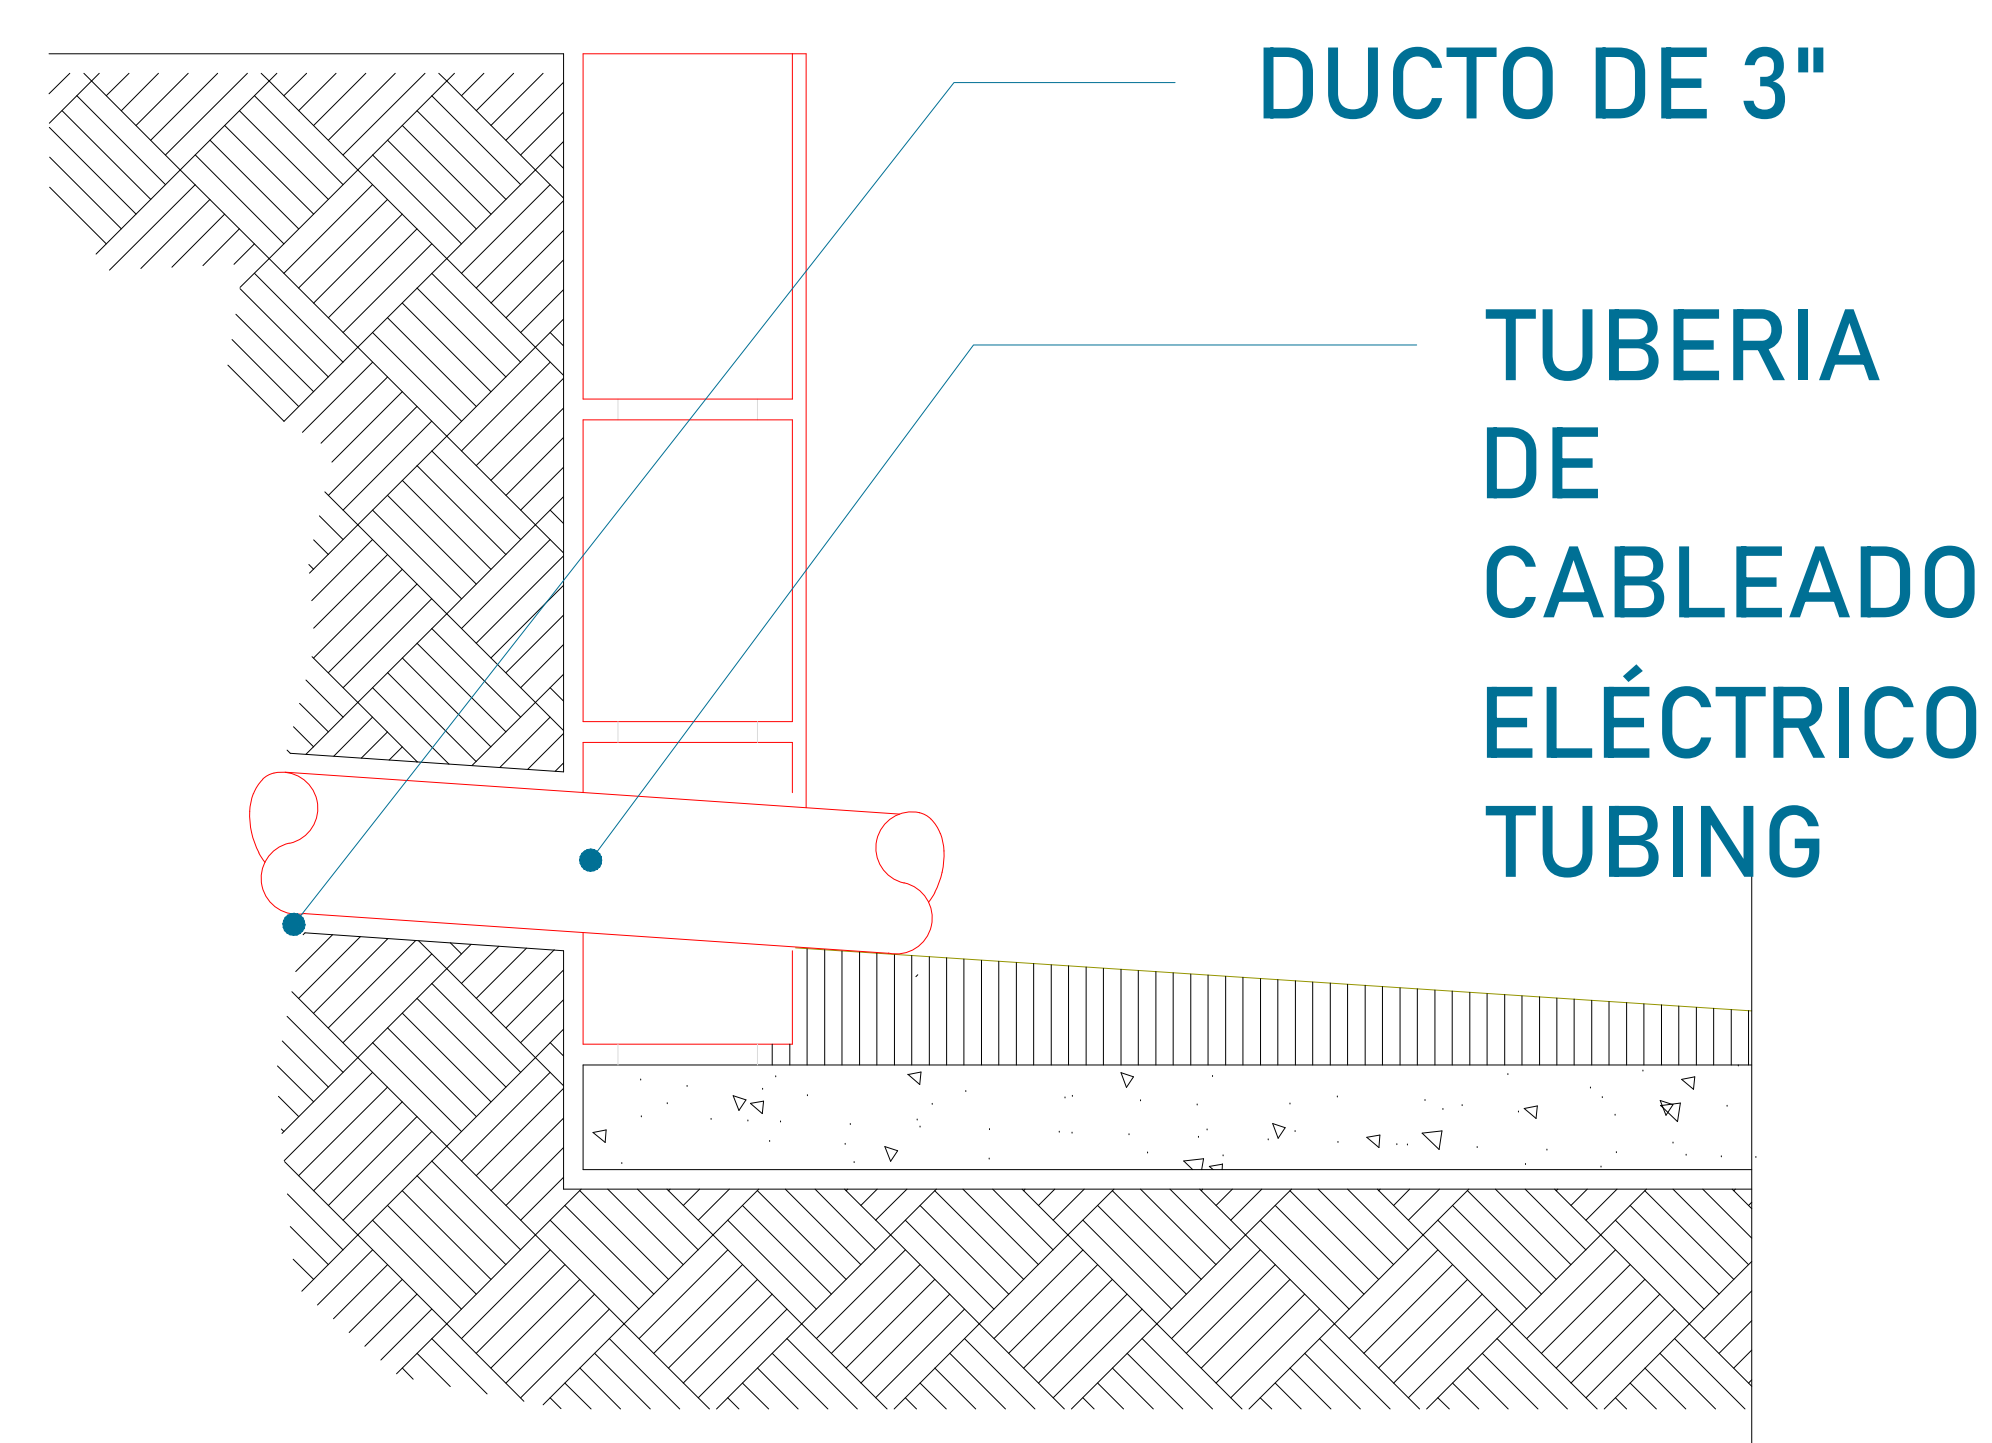 DUCTO DE 3"
TUBERIA
DE
CABLEADO
ELÉCTRICO
TUBING